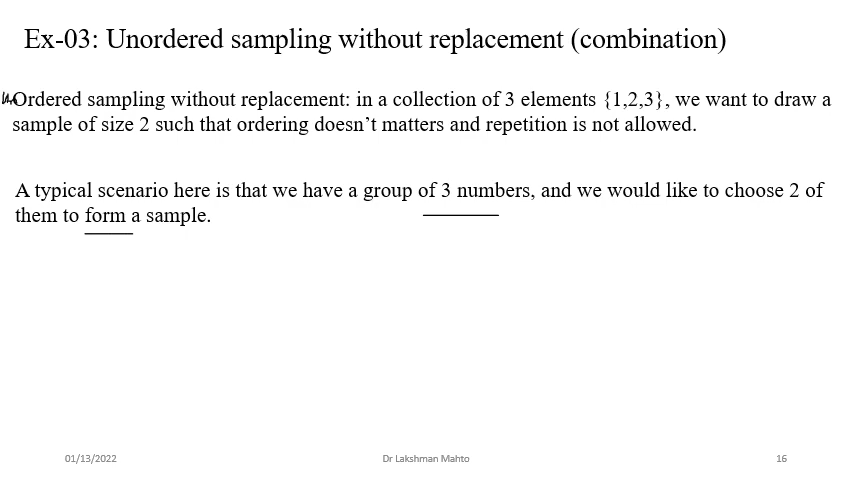 Ex-03: Unordered sampling without replacement (combination)
UnOrdered sampling without replacement: in a collection of 3 elements {1,2,3}, we want to draw a
sample of size 2 such that ordering doesn’t matters and repetition is not allowed.
A typical scenario here is that we have a group of 3 numbers, and we would like to choose 2 of
them to form a sample.
01/13/2022
Dr Lakshman Mahto
16